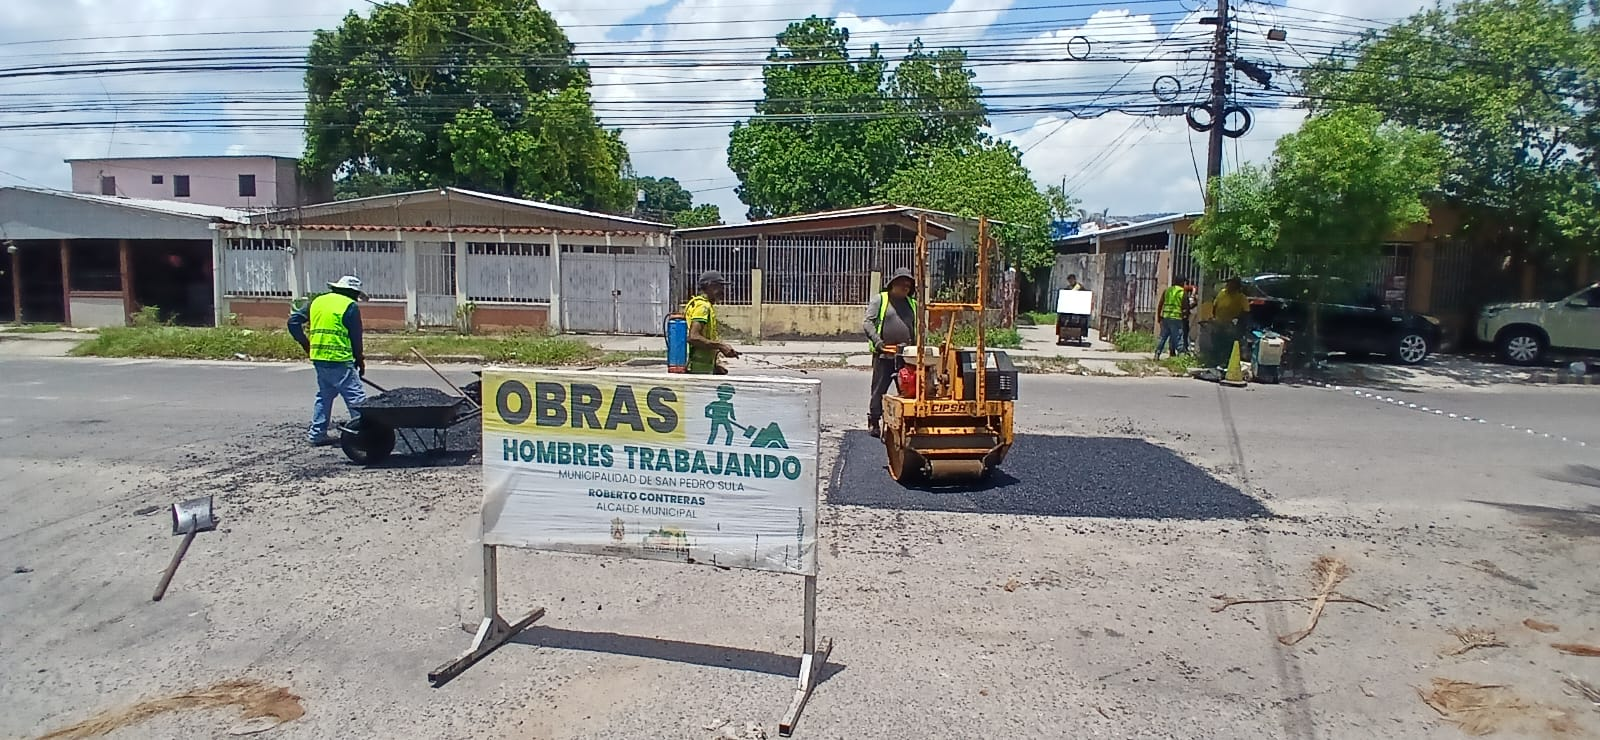 OBRAS
HOMBRES TRABAJANDO
MUNICIPALIDAD DE SAN PEDRO SULA
ROBERTO CONTRERAS
ALCALDE MUNICIPAL
CIPSA